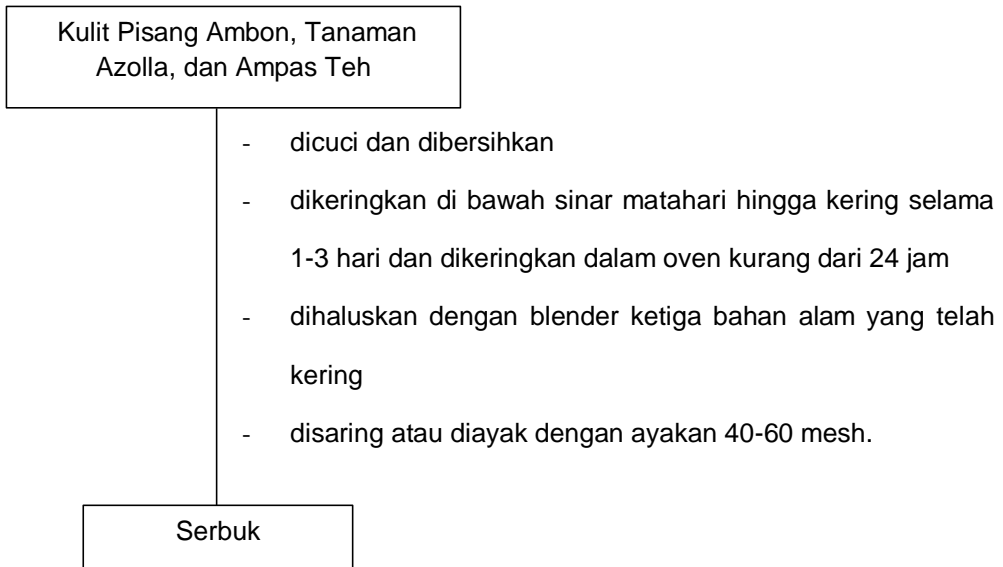 Kulit Pisang Ambon, Tanaman
Azolla, dan Ampas Teh
- dicuci dan dibersihkan
- dikeringkan di bawah sinar matahari hingga kering selama
1-3 hari dan dikeringkan dalam oven kurang dari 24 jam
- dihaluskan dengan blender ketiga bahan alam yang telah
kering
- disaring atau diayak dengan ayakan 40-60 mesh.
Serbuk